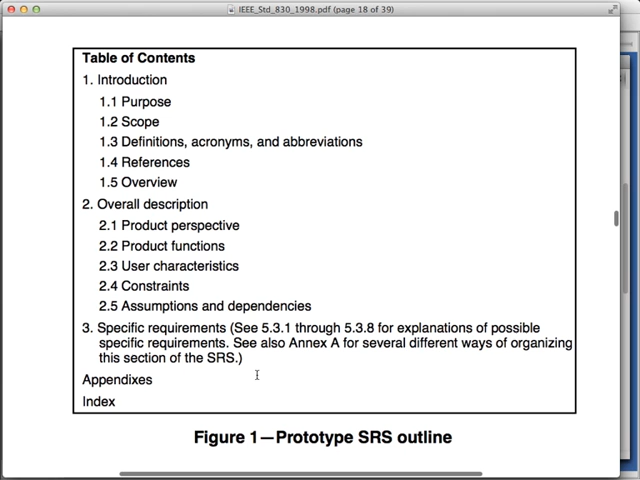 IEEE_Std_830_1998.pdf (page 18 of 39)
Table of Contents
1. Introduction
1.1 Purpose
1.2 Scope
1.3 Definitions, acronyms, and abbreviations
1.4 References
1.5 Overview
2. Overall description
2.1 Product perspective
2.2 Product functions
2.3 User characteristics
2.4 Constraints
2.5 Assumptions and dependencies
3. Specific requirements (See 5.3.1 through 5.3.8 for explanations of possible
specific requirements. See also Annex A for several different ways of organizing
this section of the SRS.)
Appendixes
Index
Figure 1—Prototype SRS outline